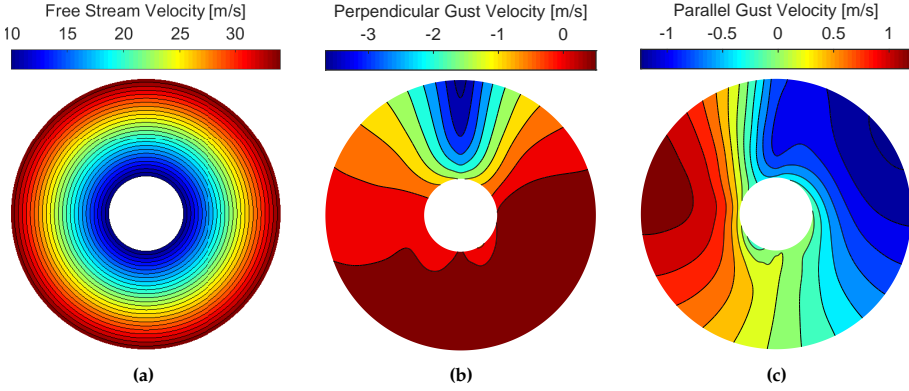 Free Stream Velocity [m/s]
10 15 20 25 30
(a)
Perpendicular Gust Velocity [m/s]
-3 -2 -1 0
(b)
Parallel Gust Velocity [m/s]
-1 -0.5 0 0.5 1
(c)